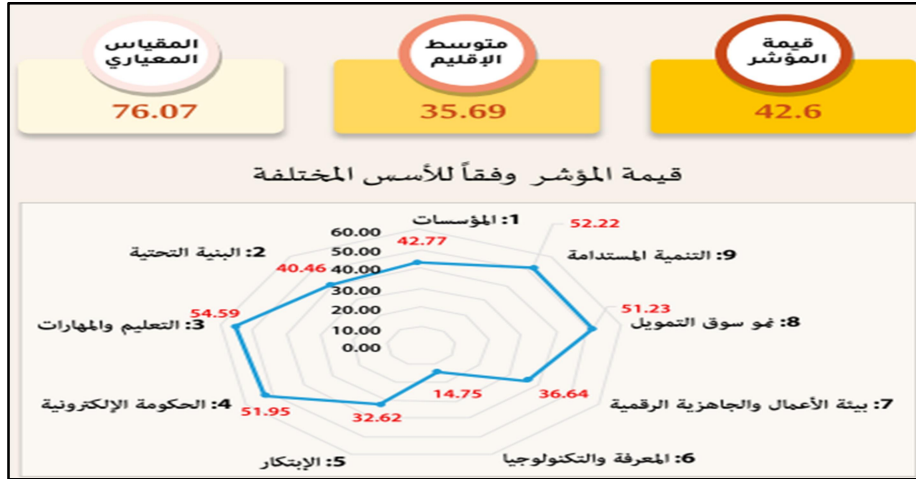 قيمة
المؤشر
42.6
متوسط
الإقليم
35.69
المقياس
المعياري
76.07
قيمة المؤشر وفقاً للأسس المختلفة
1: المؤسسات
42.77
2: البنية التحتية
40.46
3: التعليم والمهارات
54.59
4: الحكومة الإلكترونية
51.95
5: الإبتكار
32.62
6: المعرفة والتكنولوجيا
14.75
7: بيئة الأعمال والجاهزية الرقمية
36.64
8: نمو سوق التمويل
51.23
9: التنمية المستدامة
52.22
60.00
50.00
40.00
30.00
20.00
10.00
0.00